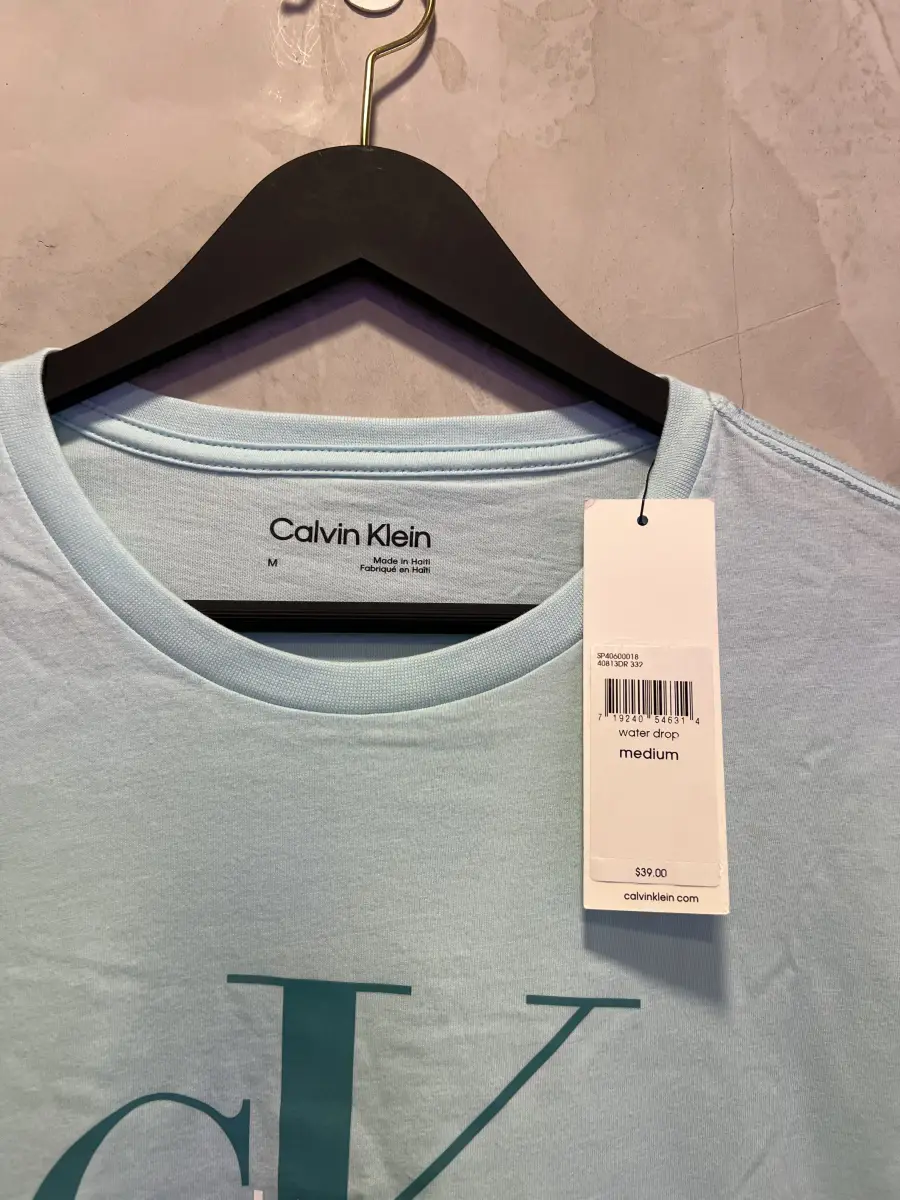 Calvin Klein
M
Made in Haiti
Fabriqué en Haïti
SP40600018
40813DR 332
7 19240 54631 4
water drop
medium
$39.00
calvinklein.com
cK